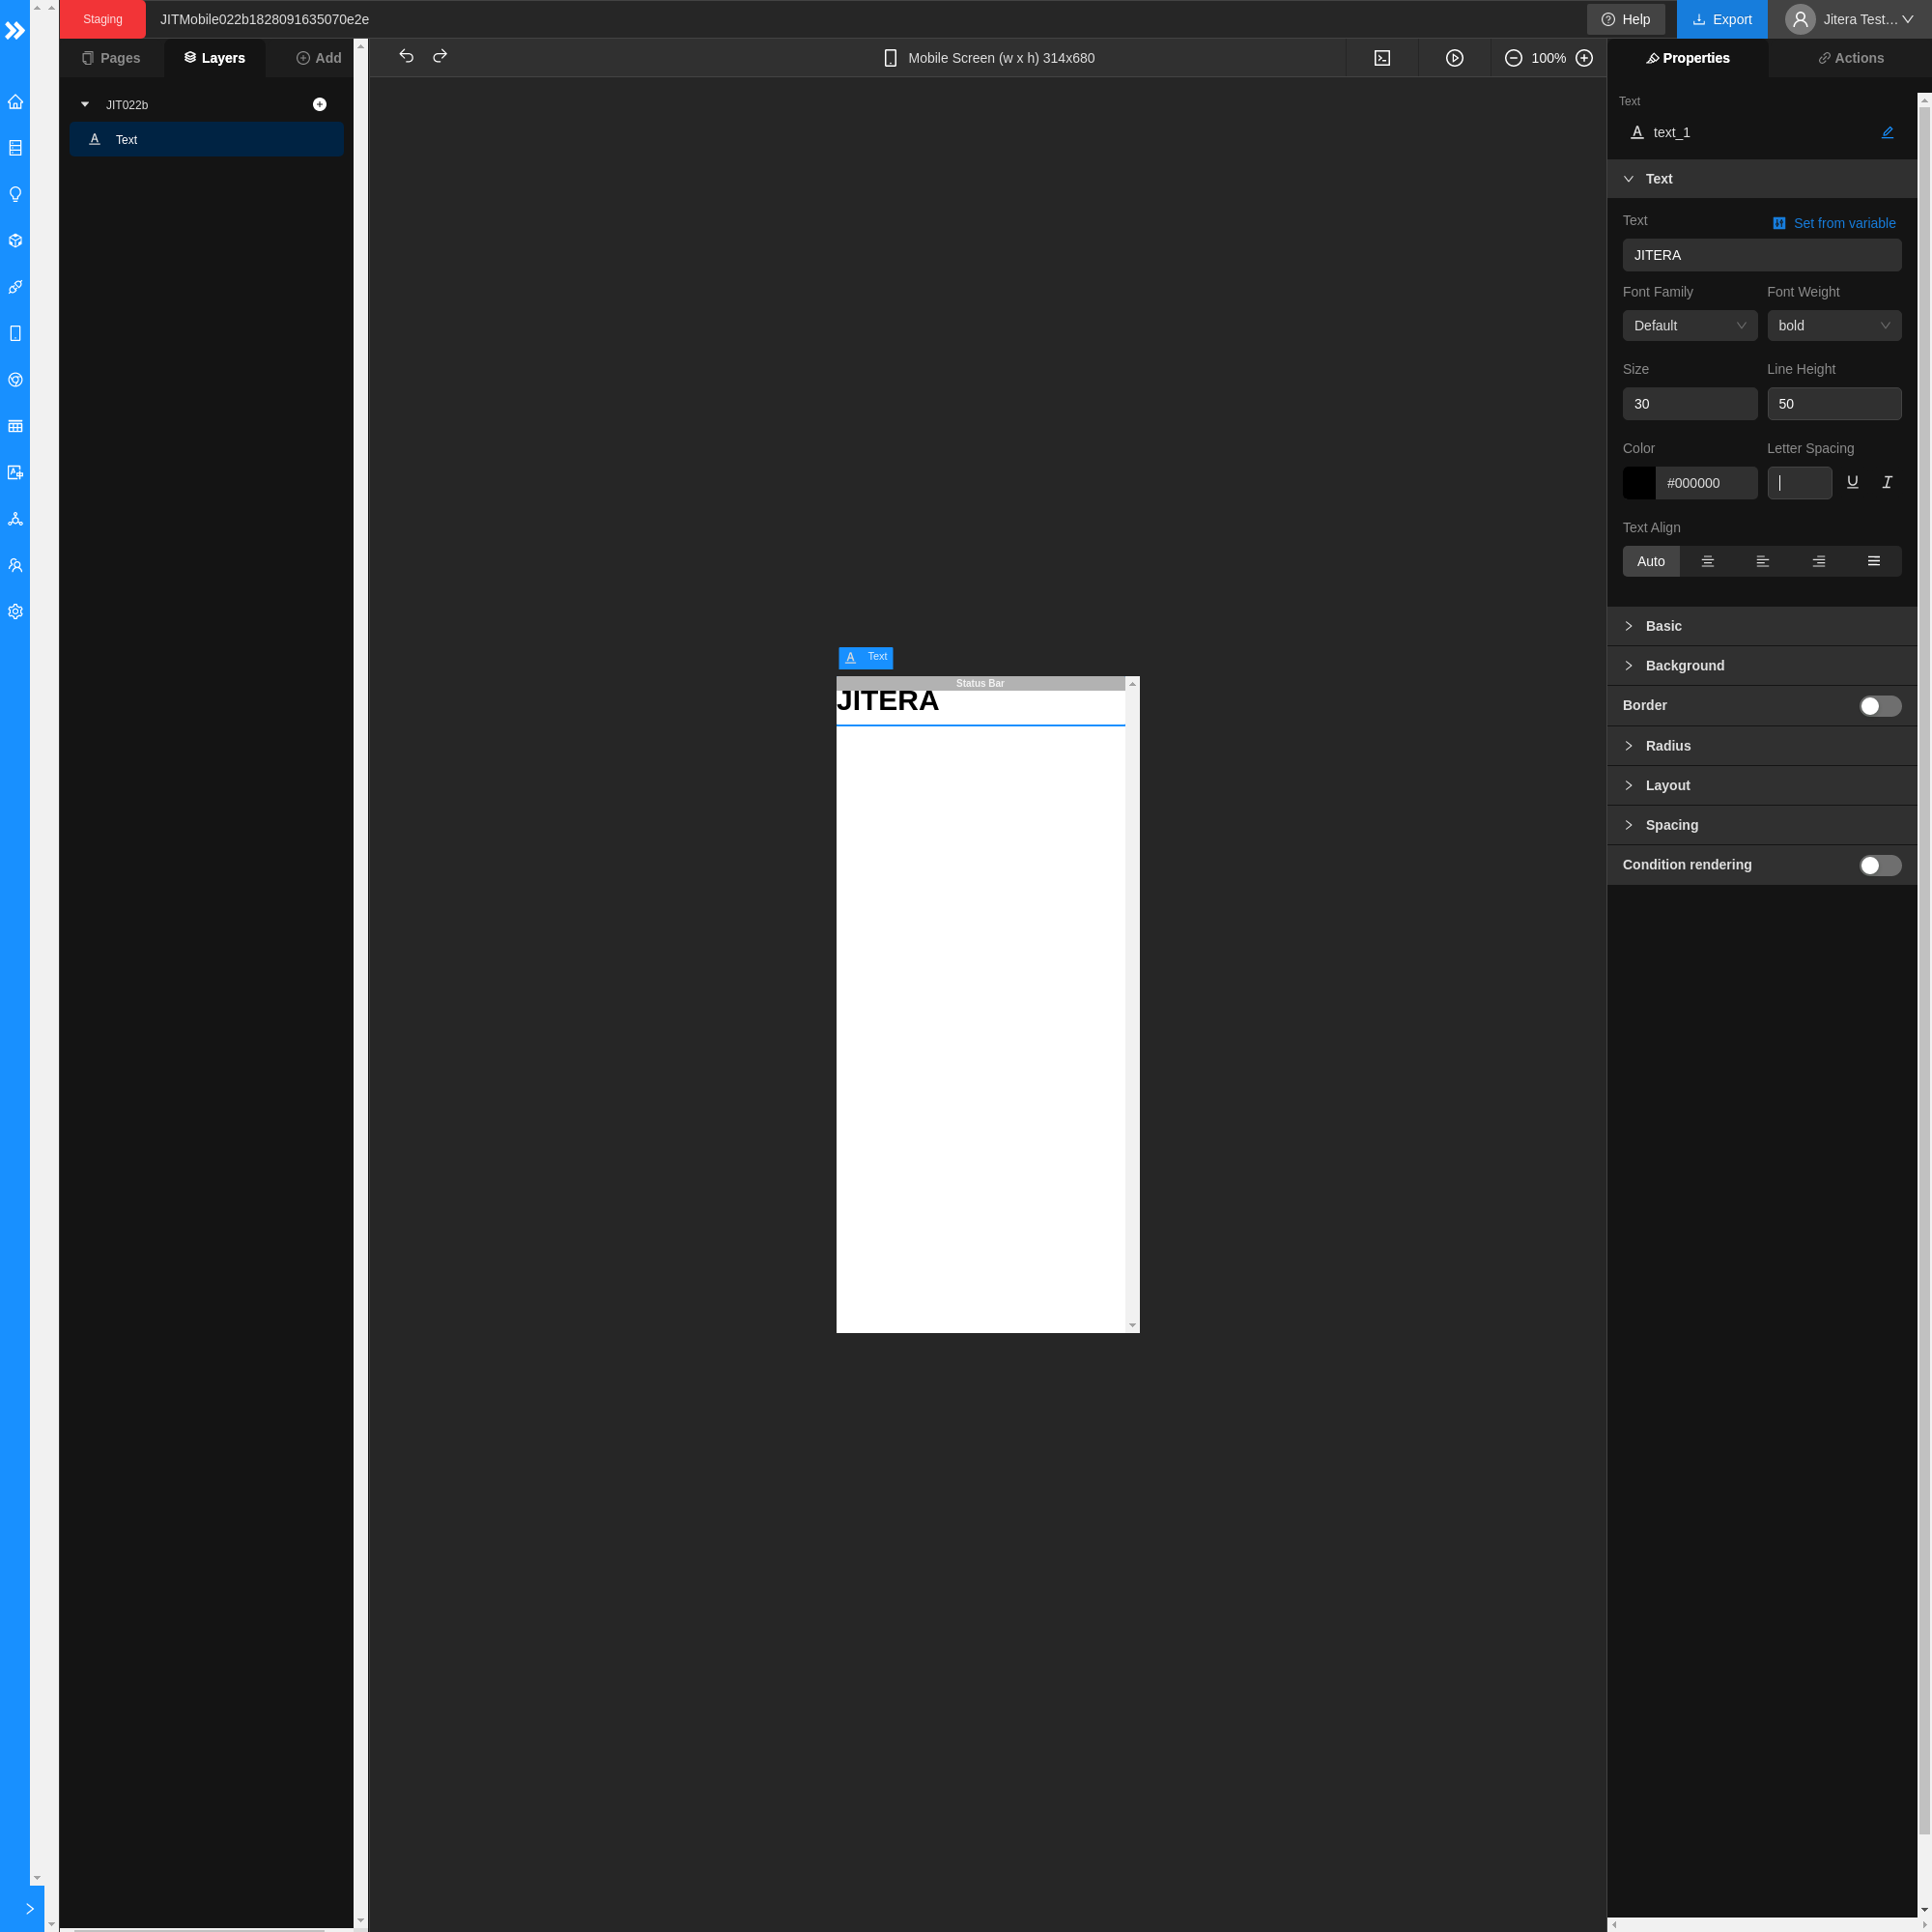 Staging
JITMobile022b1828091635070e2e
Help
Export
Jitera Test...
Pages
Layers
Add
Mobile Screen (w x h) 314x680
100%
Properties
Actions
JIT022b
Text
Text
text_1
Text
Text
Set from variable
JITERA
Font Family
Font Weight
Default
bold
Size
Line Height
30
50
Color
Letter Spacing
#000000
Text Align
Auto
Basic
Background
Border
Radius
Layout
Spacing
Condition rendering
Text
Status Bar
JITERA